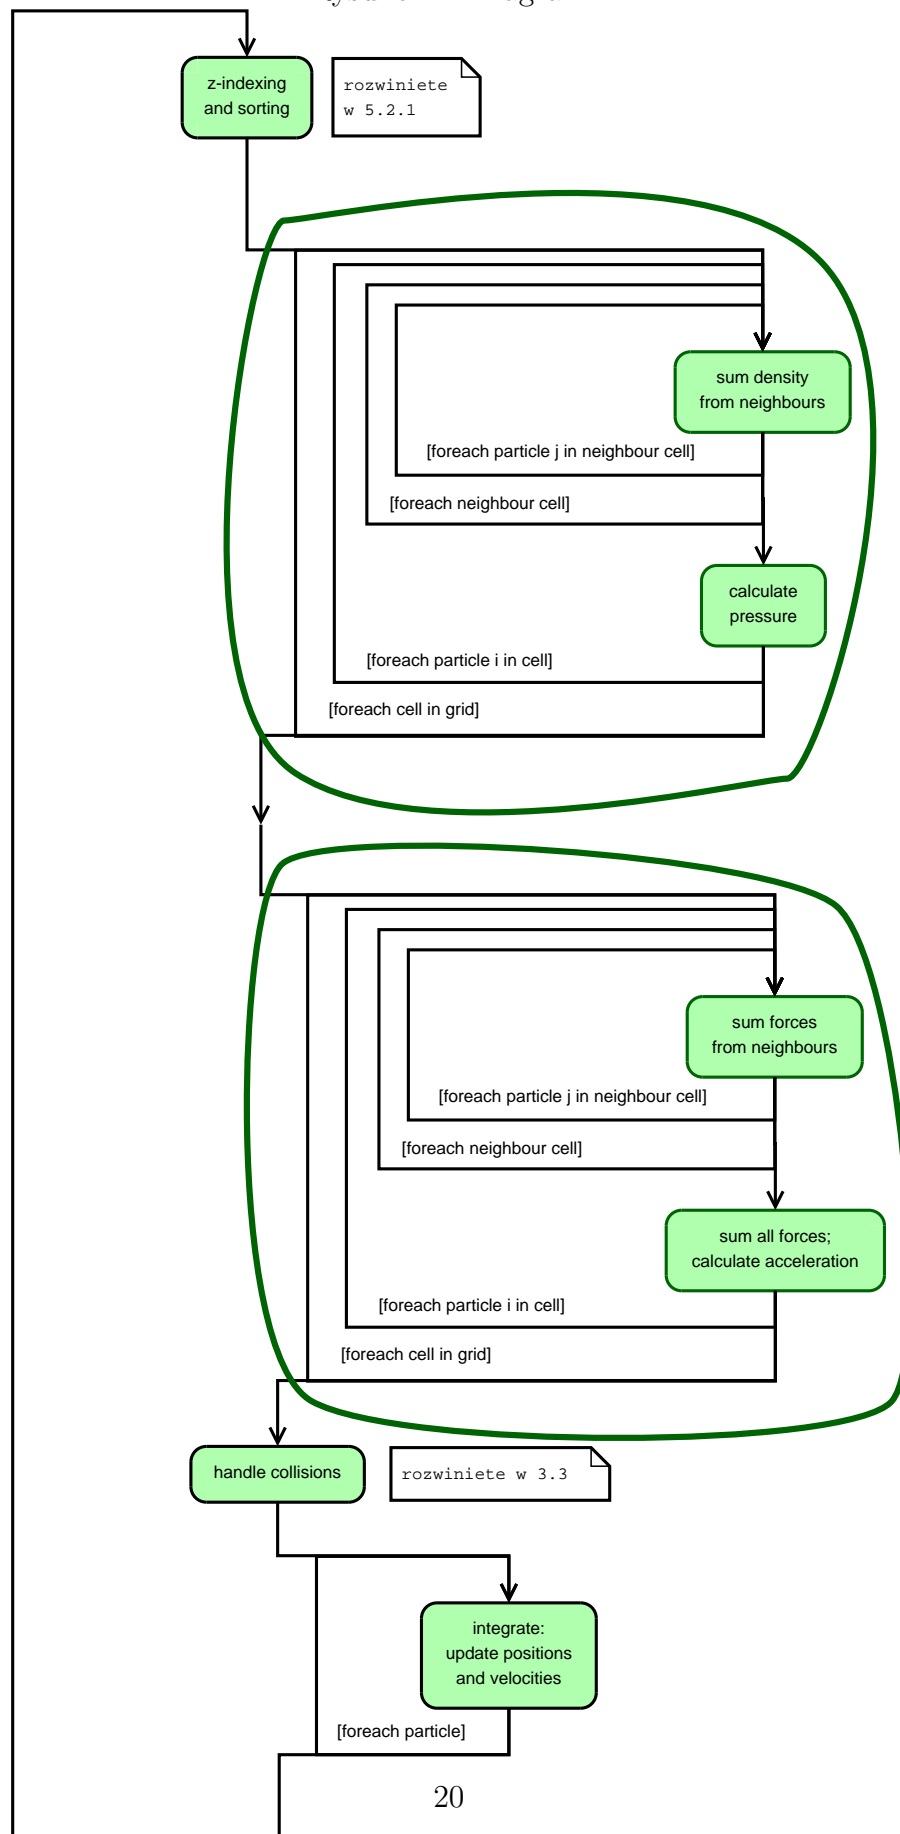 z-indexing
and sorting
rozwiniete
w 5.2.1
sum density
from neighbours
[foreach particle j in neighbour cell]
[foreach neighbour cell]
calculate
pressure
[foreach particle i in cell]
[foreach cell in grid]
sum forces
from neighbours
[foreach particle j in neighbour cell]
[foreach neighbour cell]
sum all forces;
calculate acceleration
[foreach particle i in cell]
[foreach cell in grid]
handle collisions
rozwiniete w 3.3
integrate:
update positions
and velocities
[foreach particle]
20